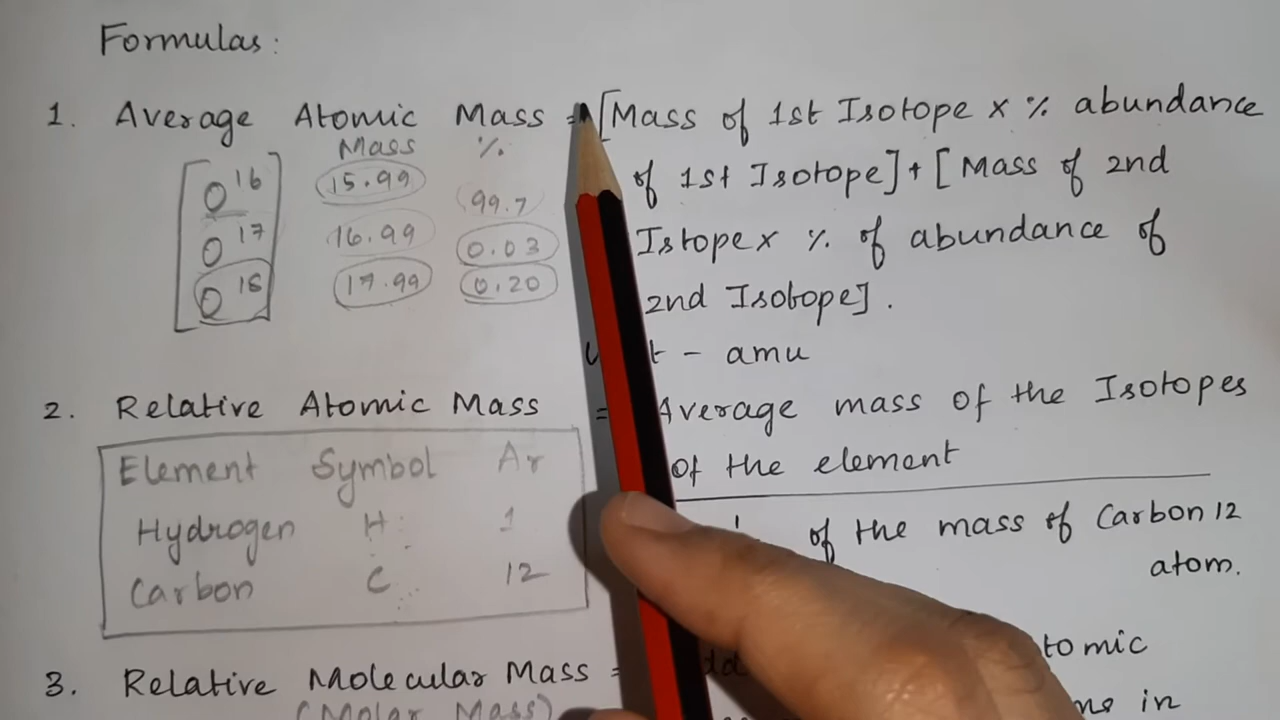 Formulas:
1. Average Atomic Mass = [Mass of 1st Isotope x % abundance
Mass %
of 1st Isotope] + [Mass of 2nd
O16 15.99 99.7
Istope x % of abundance of
O17 16.99 0.03
2nd Isotope].
O18 17.99 0.20
- amu
2. Relative Atomic Mass = Average mass of the Isotopes
of the element
Element Symbol Ar
of the mass of Carbon 12
Hydrogen H 1
atom.
Carbon C 12
3. Relative Molecular Mass =
(Molar Mass)
in